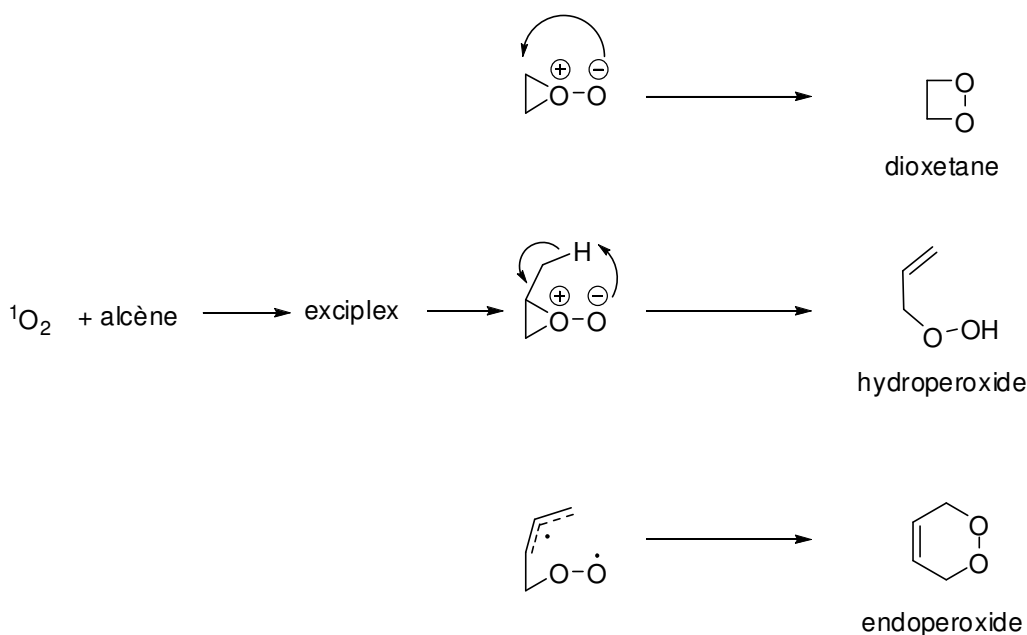 O–O
O
O
dioxetane
H
¹O₂ + alcène
exciplex
O–O
O–OH
hydroperoxide
O–O
O
O
endoperoxide